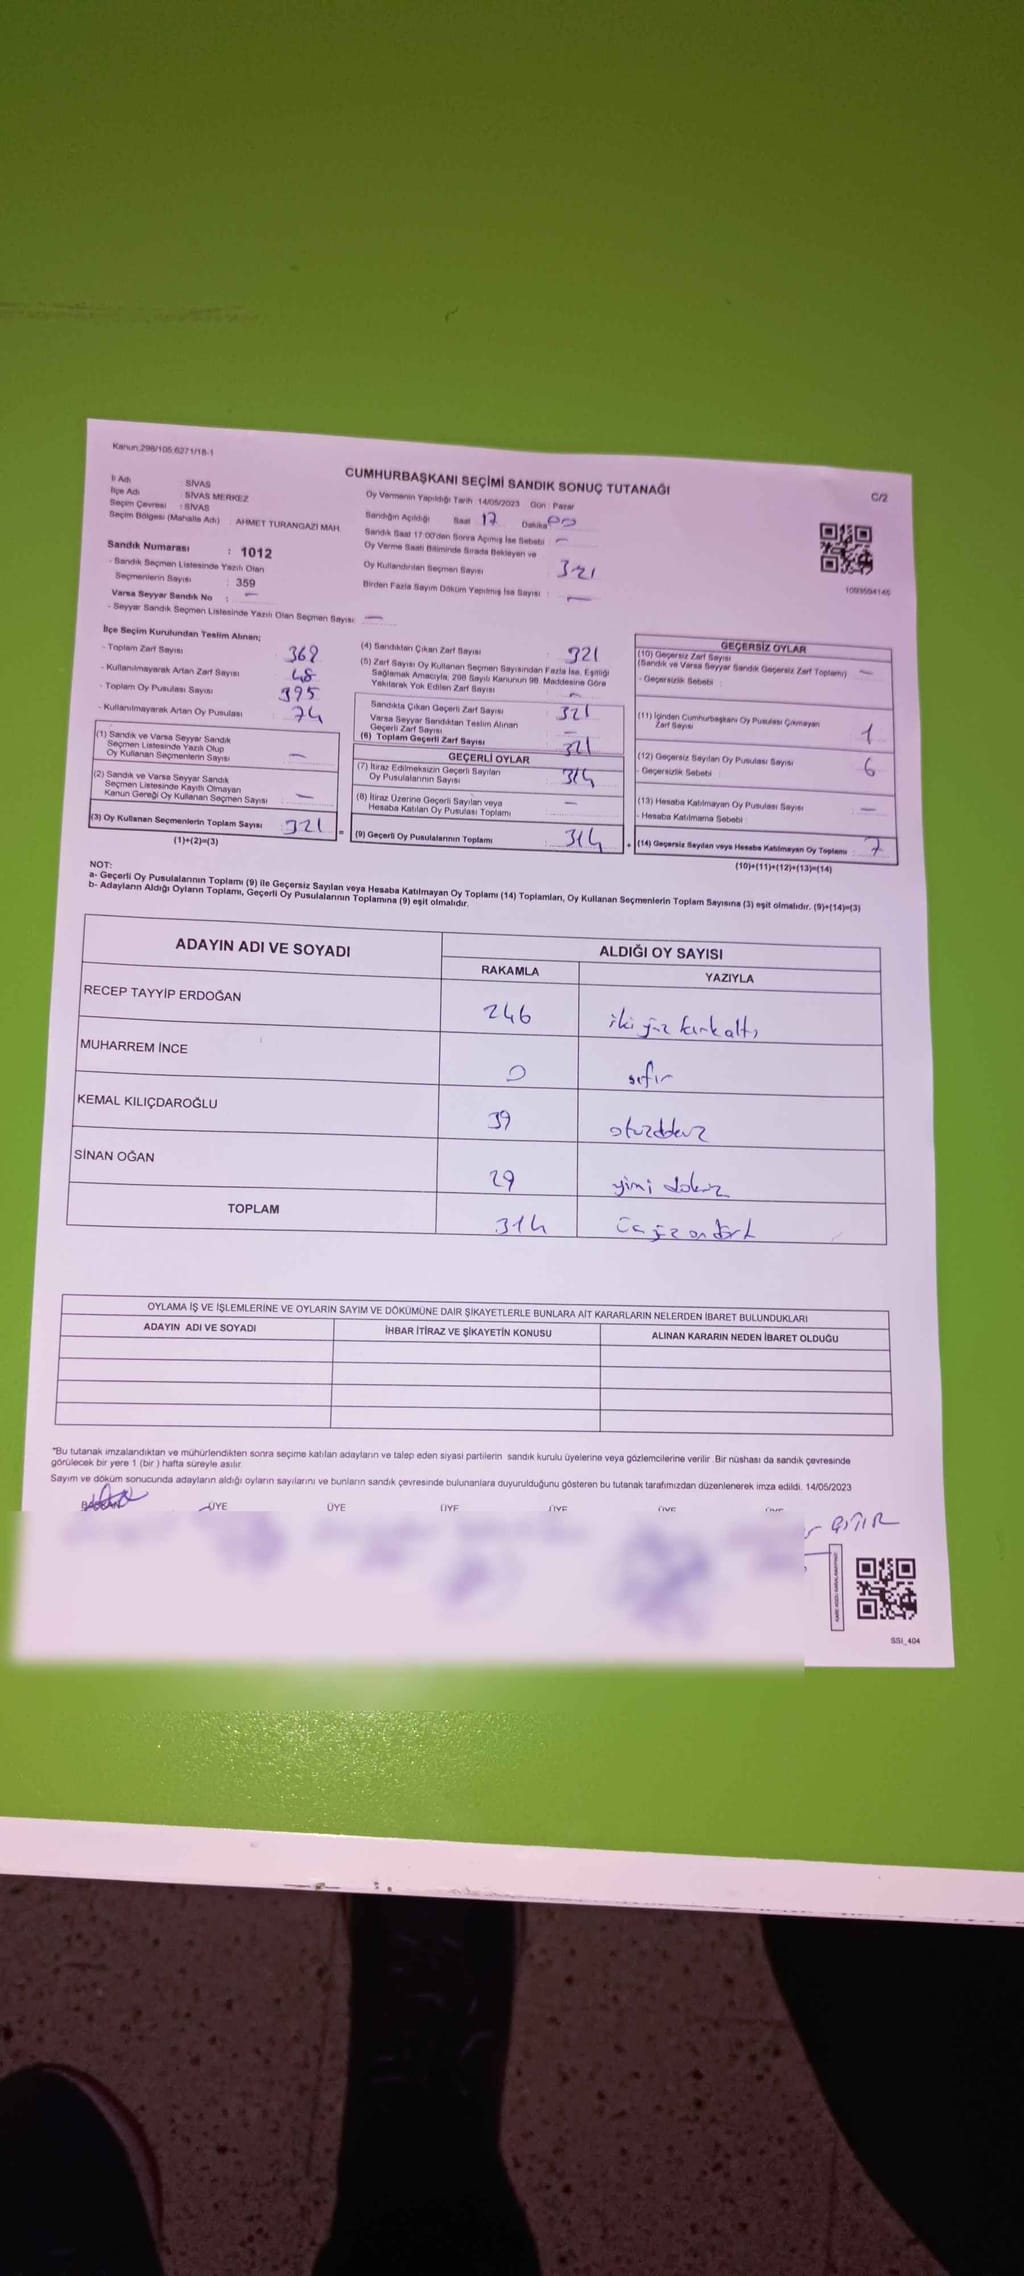 Kanun:298/105;6271/18-1
CUMHURBAŞKANI SEÇİMİ SANDIK SONUÇ TUTANAĞI
C/2
İl Adı : SİVAS
İlçe Adı : SİVAS MERKEZ
Seçim Çevresi : SİVAS
Seçim Bölgesi (Mahalle Adı) : AHMET TURANGAZİ MAH.
Sandık Numarası : 1012
- Sandık Seçmen Listesinde Yazılı Olan
Seçmenlerin Sayısı : 359
Varsa Seyyar Sandık No : —
- Seyyar Sandık Seçmen Listesinde Yazılı Olan Seçmen Sayısı : —
Oy Vermenin Yapıldığı Tarih : 14/05/2023 Gün : Pazar
Sandığın Açıldığı Saat 17 Dakika 00
Sandık Saat 17:00'den Sonra Açımış İse Sebebi : —
Oy Verme Saati Bitiminde Sırada Bekleyen ve
Oy Kullandırılan Seçmen Sayısı : 321
Birden Fazla Sayım Döküm Yapılmış İse Sayısı : —
1093594145
İlçe Seçim Kurulundan Teslim Alınan;
- Toplam Zarf Sayısı : 369
- Kullanılmayarak Artan Zarf Sayısı : 48
- Toplam Oy Pusulası Sayısı : 395
- Kullanılmayarak Artan Oy Pusulası : 74
(1) Sandık ve Varsa Seyyar Sandık
Seçmen Listesinde Yazılı Olup
Oy Kullanan Seçmenlerin Sayısı : —
(2) Sandık ve Varsa Seyyar Sandık
Seçmen Listesinde Kayıtlı Olmayan
Kanun Gereği Oy Kullanan Seçmen Sayısı : —
(3) Oy Kullanan Seçmenlerin Toplam Sayısı : 321
(1)+(2)=(3)
(4) Sandıktan Çıkan Zarf Sayısı : 321
(5) Zarf Sayısı Oy Kullanan Seçmen Sayısından Fazla İse, Eşitliği
Sağlamak Amacıyla, 298 Sayılı Kanunun 98. Maddesine Göre
Yakılarak Yok Edilen Zarf Sayısı : —
Sandıkta Çıkan Geçerli Zarf Sayısı : 321
Varsa Seyyar Sandıktan Teslim Alınan
Geçerli Zarf Sayısı : —
(6) Toplam Geçerli Zarf Sayısı : 321
GEÇERLİ OYLAR
(7) İtiraz Edilmeksizin Geçerli Sayılan
Oy Pusulalarının Sayısı : 314
(8) İtiraz Üzerine Geçerli Sayılan veya
Hesaba Katılan Oy Pusulası Toplamı : —
= (9) Geçerli Oy Pusulalarının Toplamı : 314
GEÇERSİZ OYLAR
(10) Geçersiz Zarf Sayısı
(Sandık ve Varsa Seyyar Sandık Geçersiz Zarf Toplamı) : —
- Geçersizlik Sebebi :
(11) İçinden Cumhurbaşkanı Oy Pusulası Çıkmayan
Zarf Sayısı : 1
(12) Geçersiz Sayılan Oy Pusulası Sayısı : 6
- Geçersizlik Sebebi :
(13) Hesaba Katılmayan Oy Pusulası Sayısı : —
- Hesaba Katılmama Sebebi :
+ (14) Geçersiz Sayılan veya Hesaba Katılmayan Oy Toplamı : 7
(10)+(11)+(12)+(13)=(14)
NOT:
a- Geçerli Oy Pusulalarının Toplamı (9) ile Geçersiz Sayılan veya Hesaba Katılmayan Oy Toplamı (14) Toplamları, Oy Kullanan Seçmenlerin Toplam Sayısına (3) eşit olmalıdır. (9)+(14)=(3)
b- Adayların Aldığı Oyların Toplamı, Geçerli Oy Pusulalarının Toplamına (9) eşit olmalıdır.
ADAYIN ADI VE SOYADI
ALDIĞI OY SAYISI
RAKAMLA YAZIYLA
RECEP TAYYİP ERDOĞAN 246 iki yüz kırk altı
MUHARREM İNCE 0 sıfır
KEMAL KILIÇDAROĞLU 39 otuzdokuz
SİNAN OĞAN 29 yirmi dokuz
TOPLAM 314 üç yüz on dört
OYLAMA İŞ VE İŞLEMLERİNE VE OYLARIN SAYIM VE DÖKÜMÜNE DAİR ŞİKAYETLERLE BUNLARA AİT KARARLARIN NELERDEN İBARET BULUNDUKLARI
ADAYIN ADI VE SOYADI İHBAR İTİRAZ VE ŞİKAYETİN KONUSU ALINAN KARARIN NEDEN İBARET OLDUĞU
*Bu tutanak imzalandıktan ve mühürlendikten sonra seçime katılan adayların ve talep eden siyasi partilerin sandık kurulu üyelerine veya gözlemcilerine verilir. Bir nüshası da sandık çevresinde
görülecek bir yere 1 (bir ) hafta süreyle asılır.
Sayım ve döküm sonucunda adayların aldığı oyların sayılarını ve bunların sandık çevresinde bulunanlara duyurulduğunu gösteren bu tutanak tarafımızdan düzenlenerek imza edildi. 14/05/2023
BAŞKAN ÜYE ÜYE ÜYE ÜYE ÜYE
SSI_404